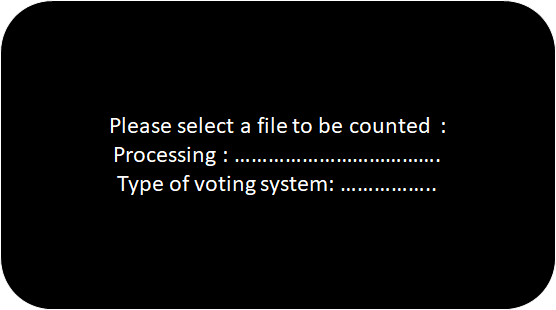 Please select a file to be counted :
Processing : ……………………………….
Type of voting system: ……………..